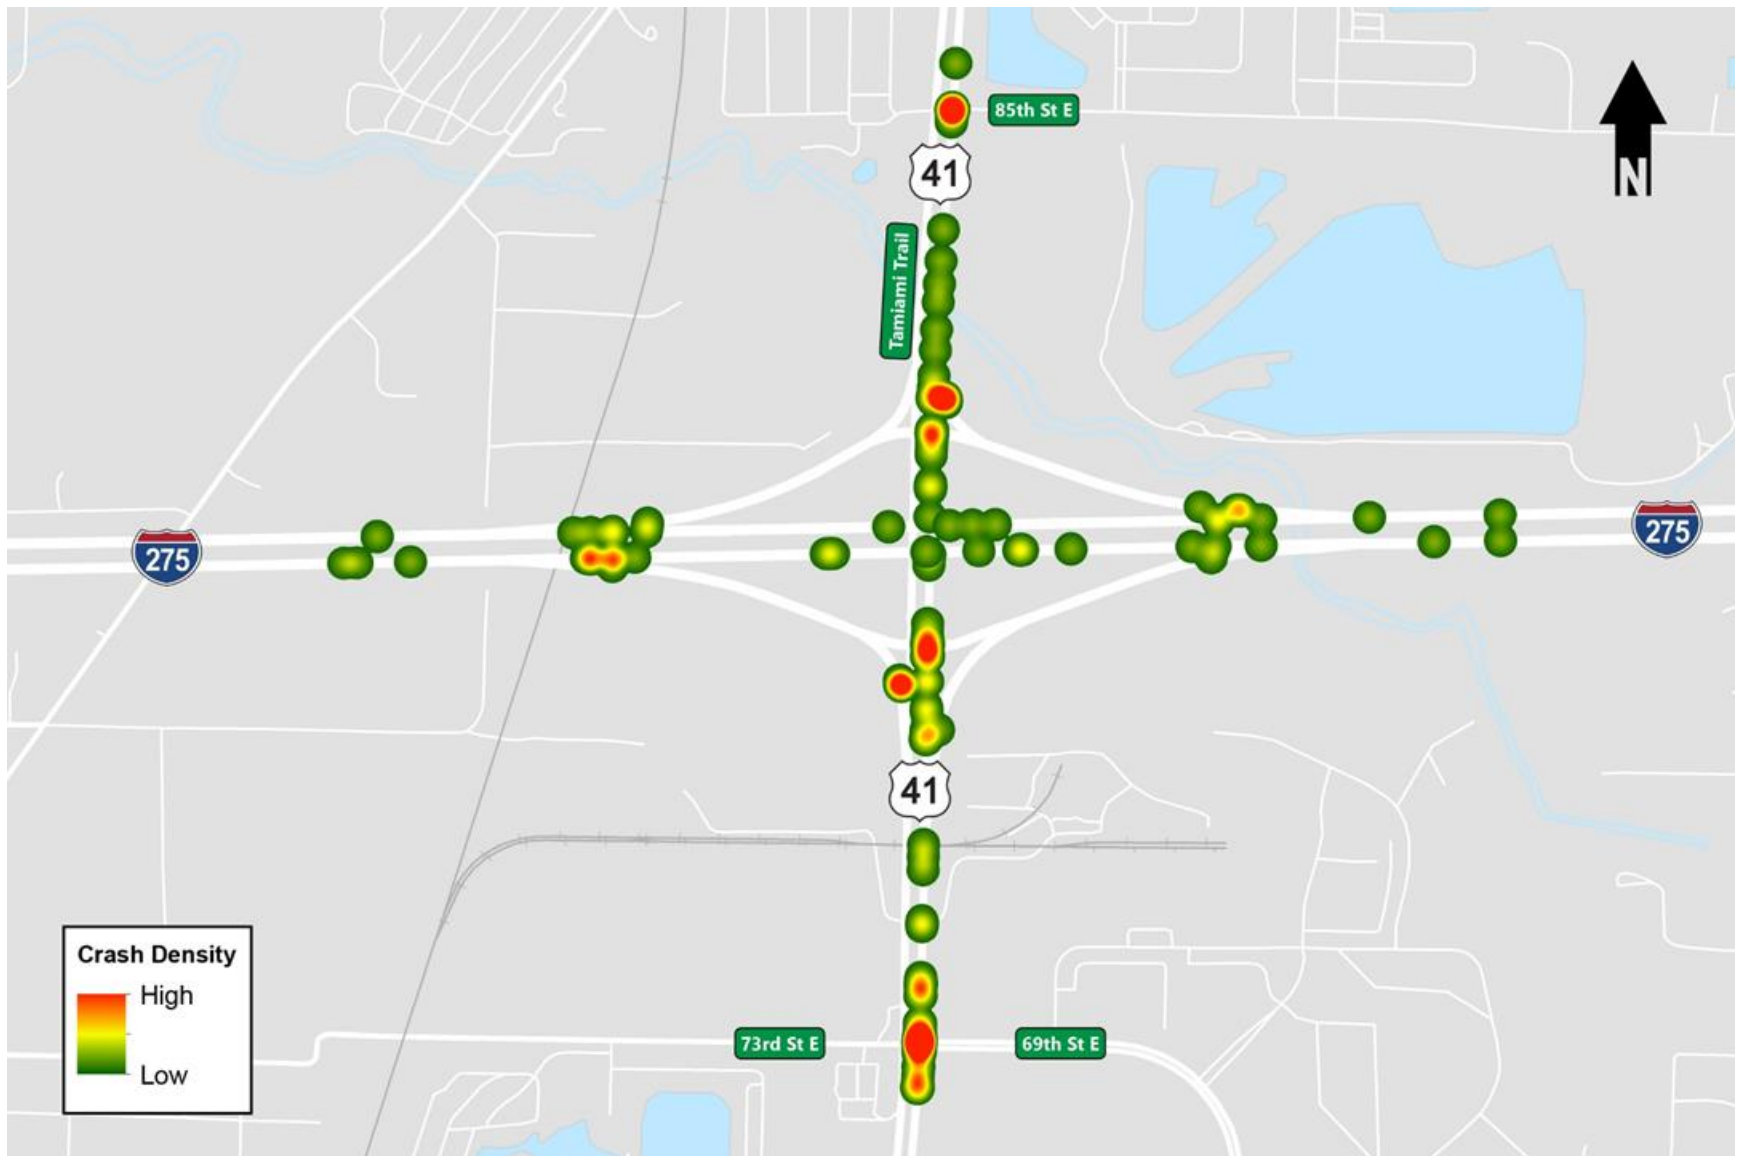 85th St E
41
N
Tamiami Trail
275
275
41
Crash Density
High
Low
73rd St E
69th St E